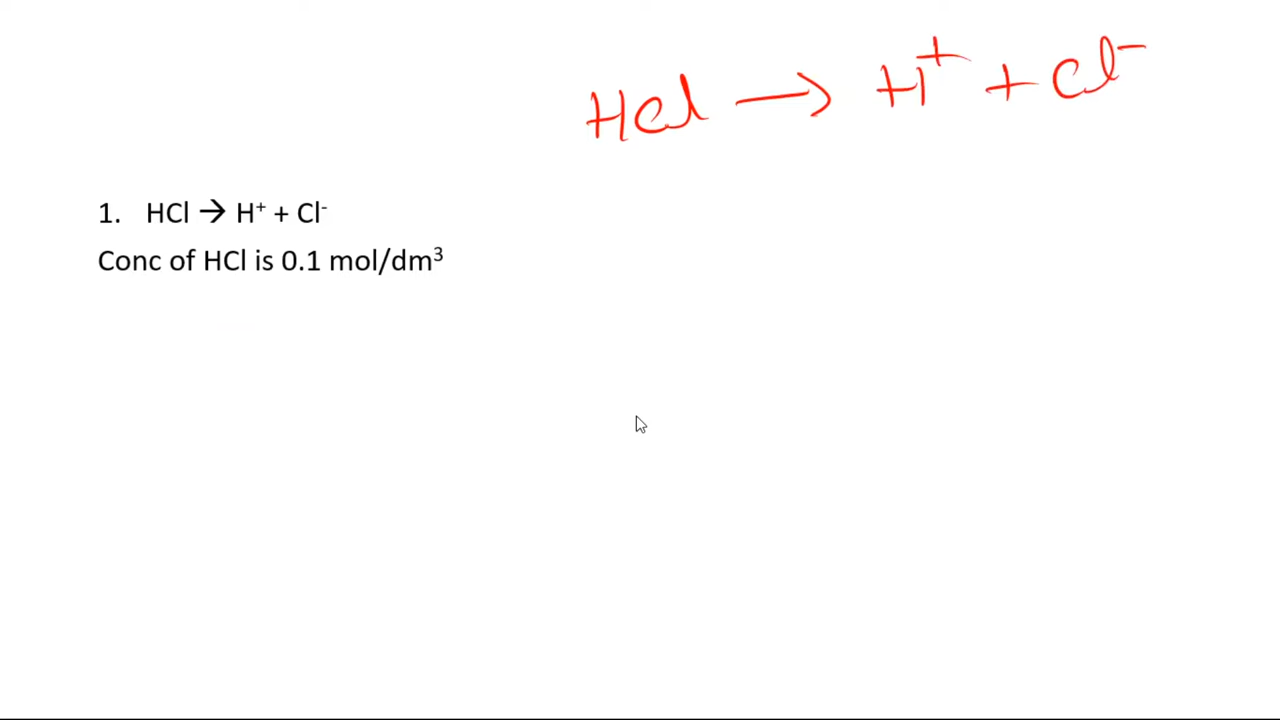 HCl → H⁺ + Cl⁻
1. HCl → H⁺ + Cl⁻
Conc of HCl is 0.1 mol/dm³